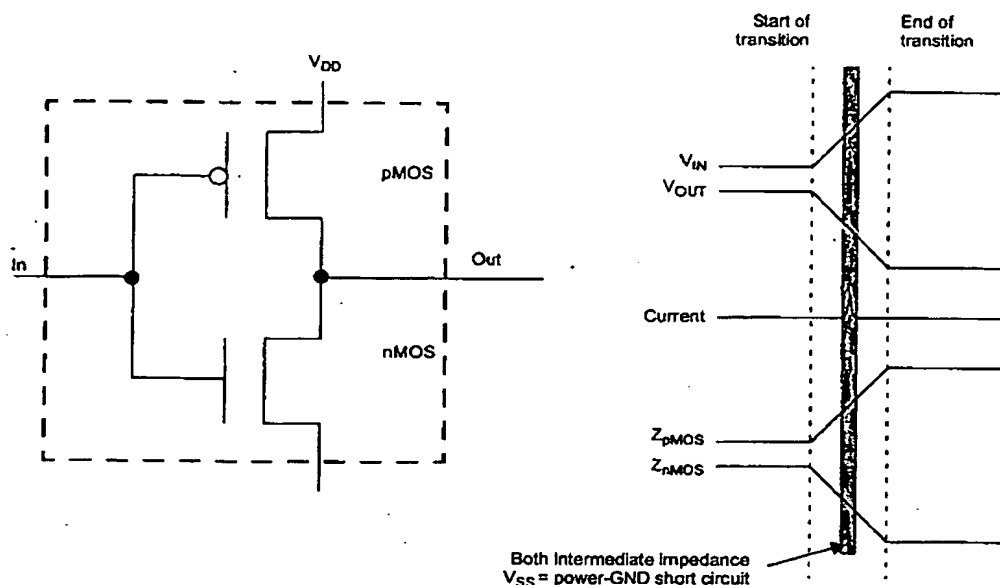 Start of
transition
End of
transition
VDD
pMOS
In
Out
nMOS
VIN
VOUT
Current
ZpMOS
ZnMOS
Both Intermediate impedance
VSS = power-GND short circuit